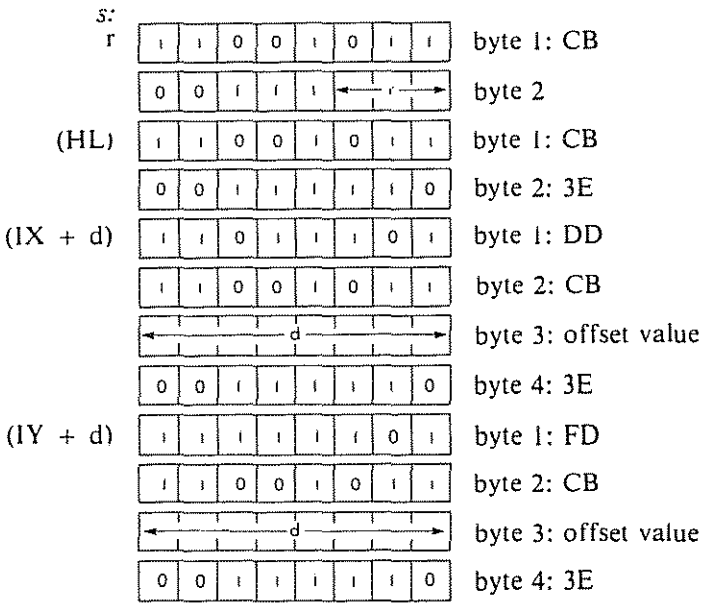 s:
r 1 1 0 0 1 0 1 1 byte 1: CB
0 0 1 1 1 r byte 2
(HL) 1 1 0 0 1 0 1 1 byte 1: CB
0 0 1 1 1 1 1 0 byte 2: 3E
(IX + d) 1 1 0 1 1 1 0 1 byte 1: DD
1 1 0 0 1 0 1 1 byte 2: CB
d byte 3: offset value
0 0 1 1 1 1 1 0 byte 4: 3E
(IY + d) 1 1 1 1 1 1 0 1 byte 1: FD
1 1 0 0 1 0 1 1 byte 2: CB
d byte 3: offset value
0 0 1 1 1 1 1 0 byte 4: 3E